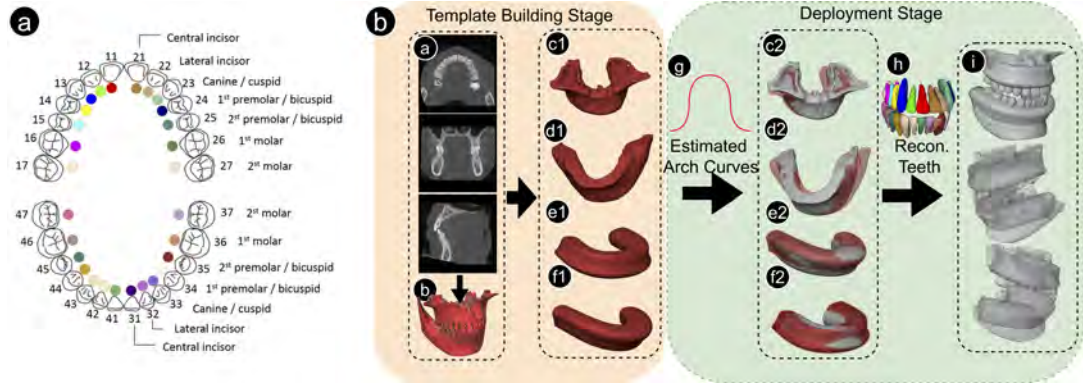 a
Central incisor
Lateral incisor
Canine / cuspid
1st premolar / bicuspid
2nd premolar / bicuspid
1st molar
2nd molar
11 21
12 22
13 23
14 24
15 25
16 26
17 27
47 37
46 36
45 35
44 34
43 33
42 41 31 32
2nd molar
1st molar
2st premolar / bicuspid
1st premolar / bicuspid
Canine / cuspid
Lateral incisor
Central incisor
b
Template Building Stage
a
b
c1
d1
e1
f1
Deployment Stage
g
Estimated
Arch Curves
c2
d2
e2
f2
h
Recon.
Teeth
i